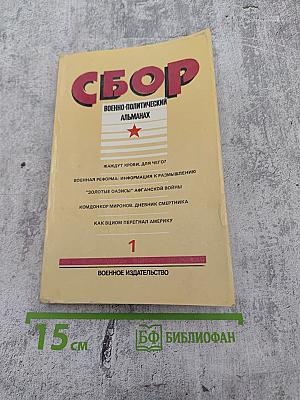 СБОР
ВОЕННО-ПОЛИТИЧЕСКИЙ
АЛЬМАНАХ
ЖАЖДУТ КРОВИ. ДЛЯ ЧЕГО?
ВОЕННАЯ РЕФОРМА: ИНФОРМАЦИЯ К РАЗМЫШЛЕНИЮ
"ЗОЛОТЫЕ ОАЗИСЫ" АФГАНСКОЙ ВОЙНЫ
КОМДОНКОР МИРОНОВ. ДНЕВНИК СМЕРТНИКА
КАК ВЦИОМ ПЕРЕГНАЛ АМЕРИКУ
1
ВОЕННОЕ ИЗДАТЕЛЬСТВО
15 см
БФ БИБЛИОФАН